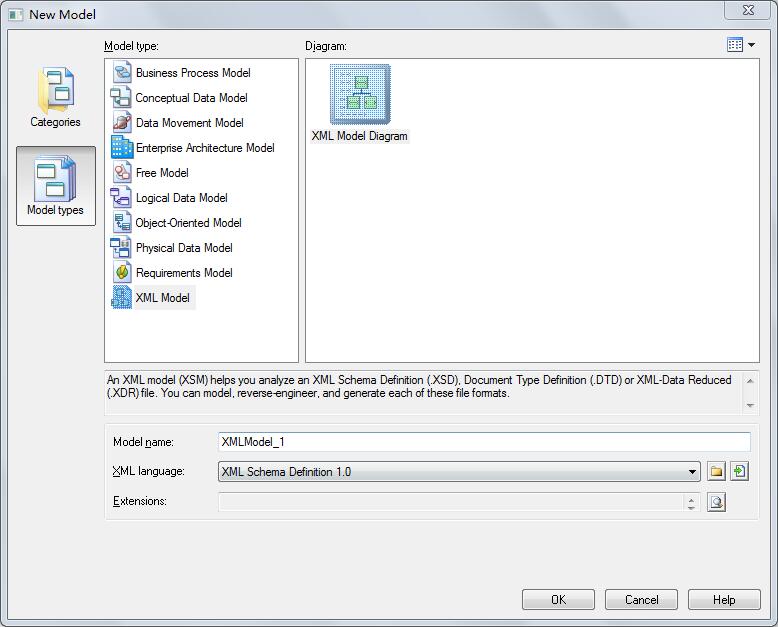 New Model
Model type:
Diagram:
Categories
Model types
Business Process Model
Conceptual Data Model
Data Movement Model
Enterprise Architecture Model
Free Model
Logical Data Model
Object-Oriented Model
Physical Data Model
Requirements Model
XML Model
XML Model Diagram
An XML model (XSM) helps you analyze an XML Schema Definition (.XSD), Document Type Definition (.DTD) or XML-Data Reduced
(.XDR) file. You can model, reverse-engineer, and generate each of these file formats.
Model name:
XMLModel_1
XML language:
XML Schema Definition 1.0
Extensions:
OK
Cancel
Help